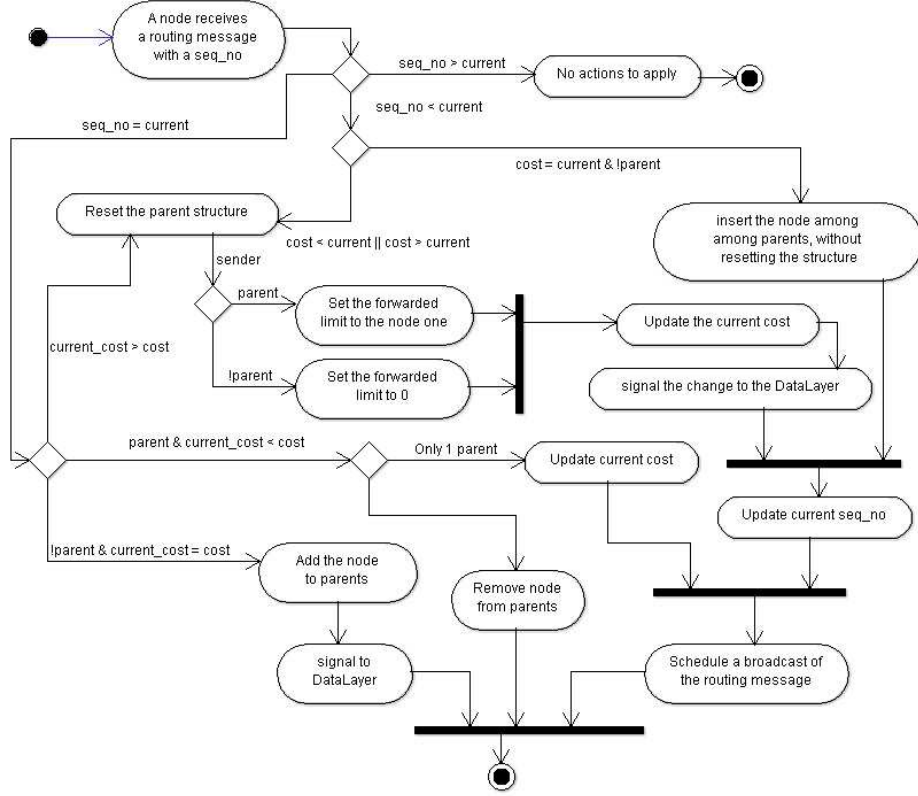 A node receives
a routing message
with a seq_no
seq_no > current
No actions to apply
seq_no < current
seq_no = current
cost = current & !parent
Reset the parent structure
cost < current || cost > current
insert the node among
among parents, without
resetting the structure
sender
parent
Set the forwarded
limit to the node one
Update the current cost
current_cost > cost
!parent
Set the forwarded
limit to 0
signal the change to the DataLayer
parent & current_cost < cost
Only 1 parent
Update current cost
Update current seq_no
!parent & current_cost = cost
Add the node
to parents
Remove node
from parents
signal to
DataLayer
Schedule a broadcast of
the routing message